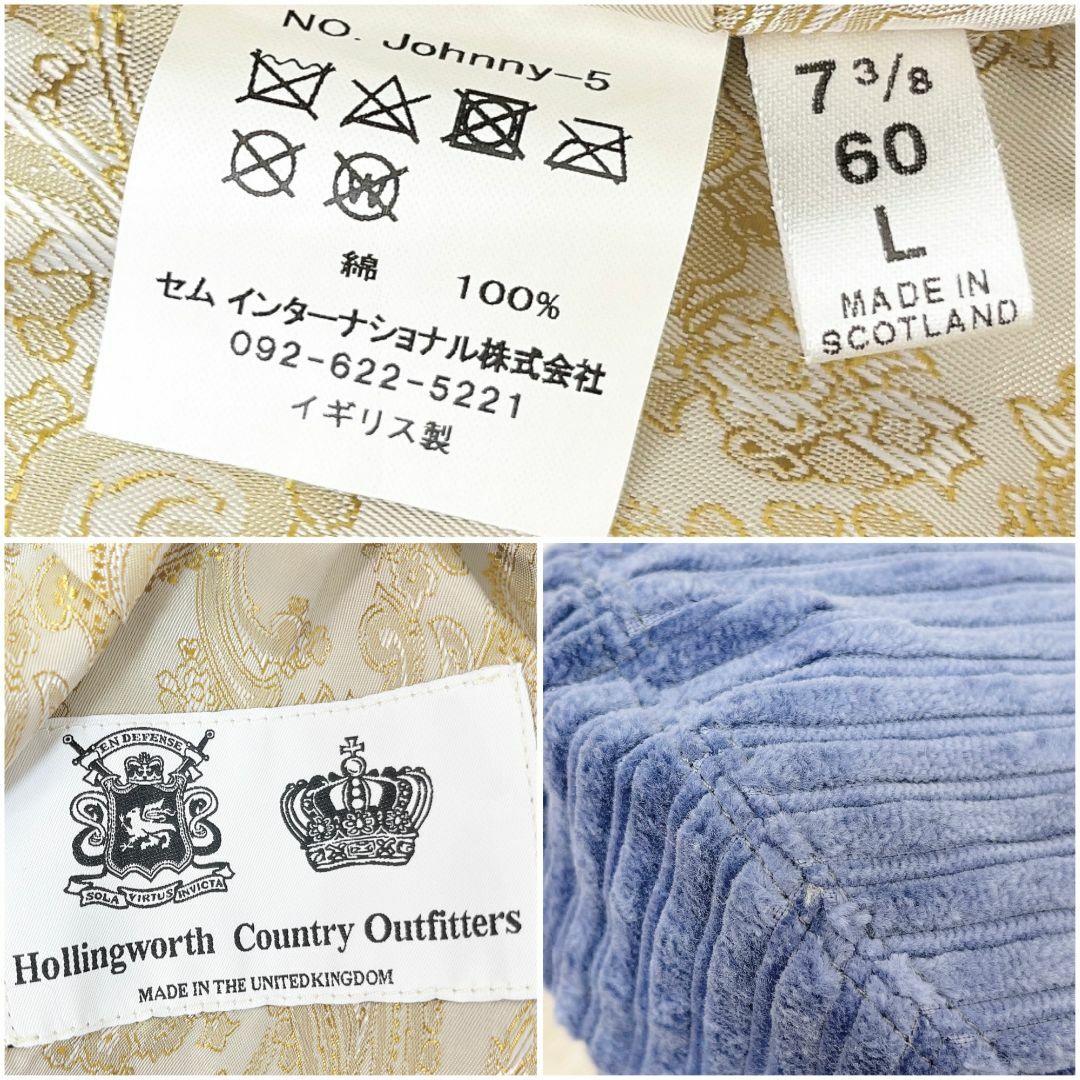 NO. Johnny-5
綿 100%
セム インターナショナル株式会社
092-622-5221
イギリス製
7 3/8
60
L
MADE IN
SCOTLAND
EN DEFENSE
SOLA VIRTUS INVICTA
Hollingworth Country Outfitters
MADE IN THE UNITEDKINGDOM